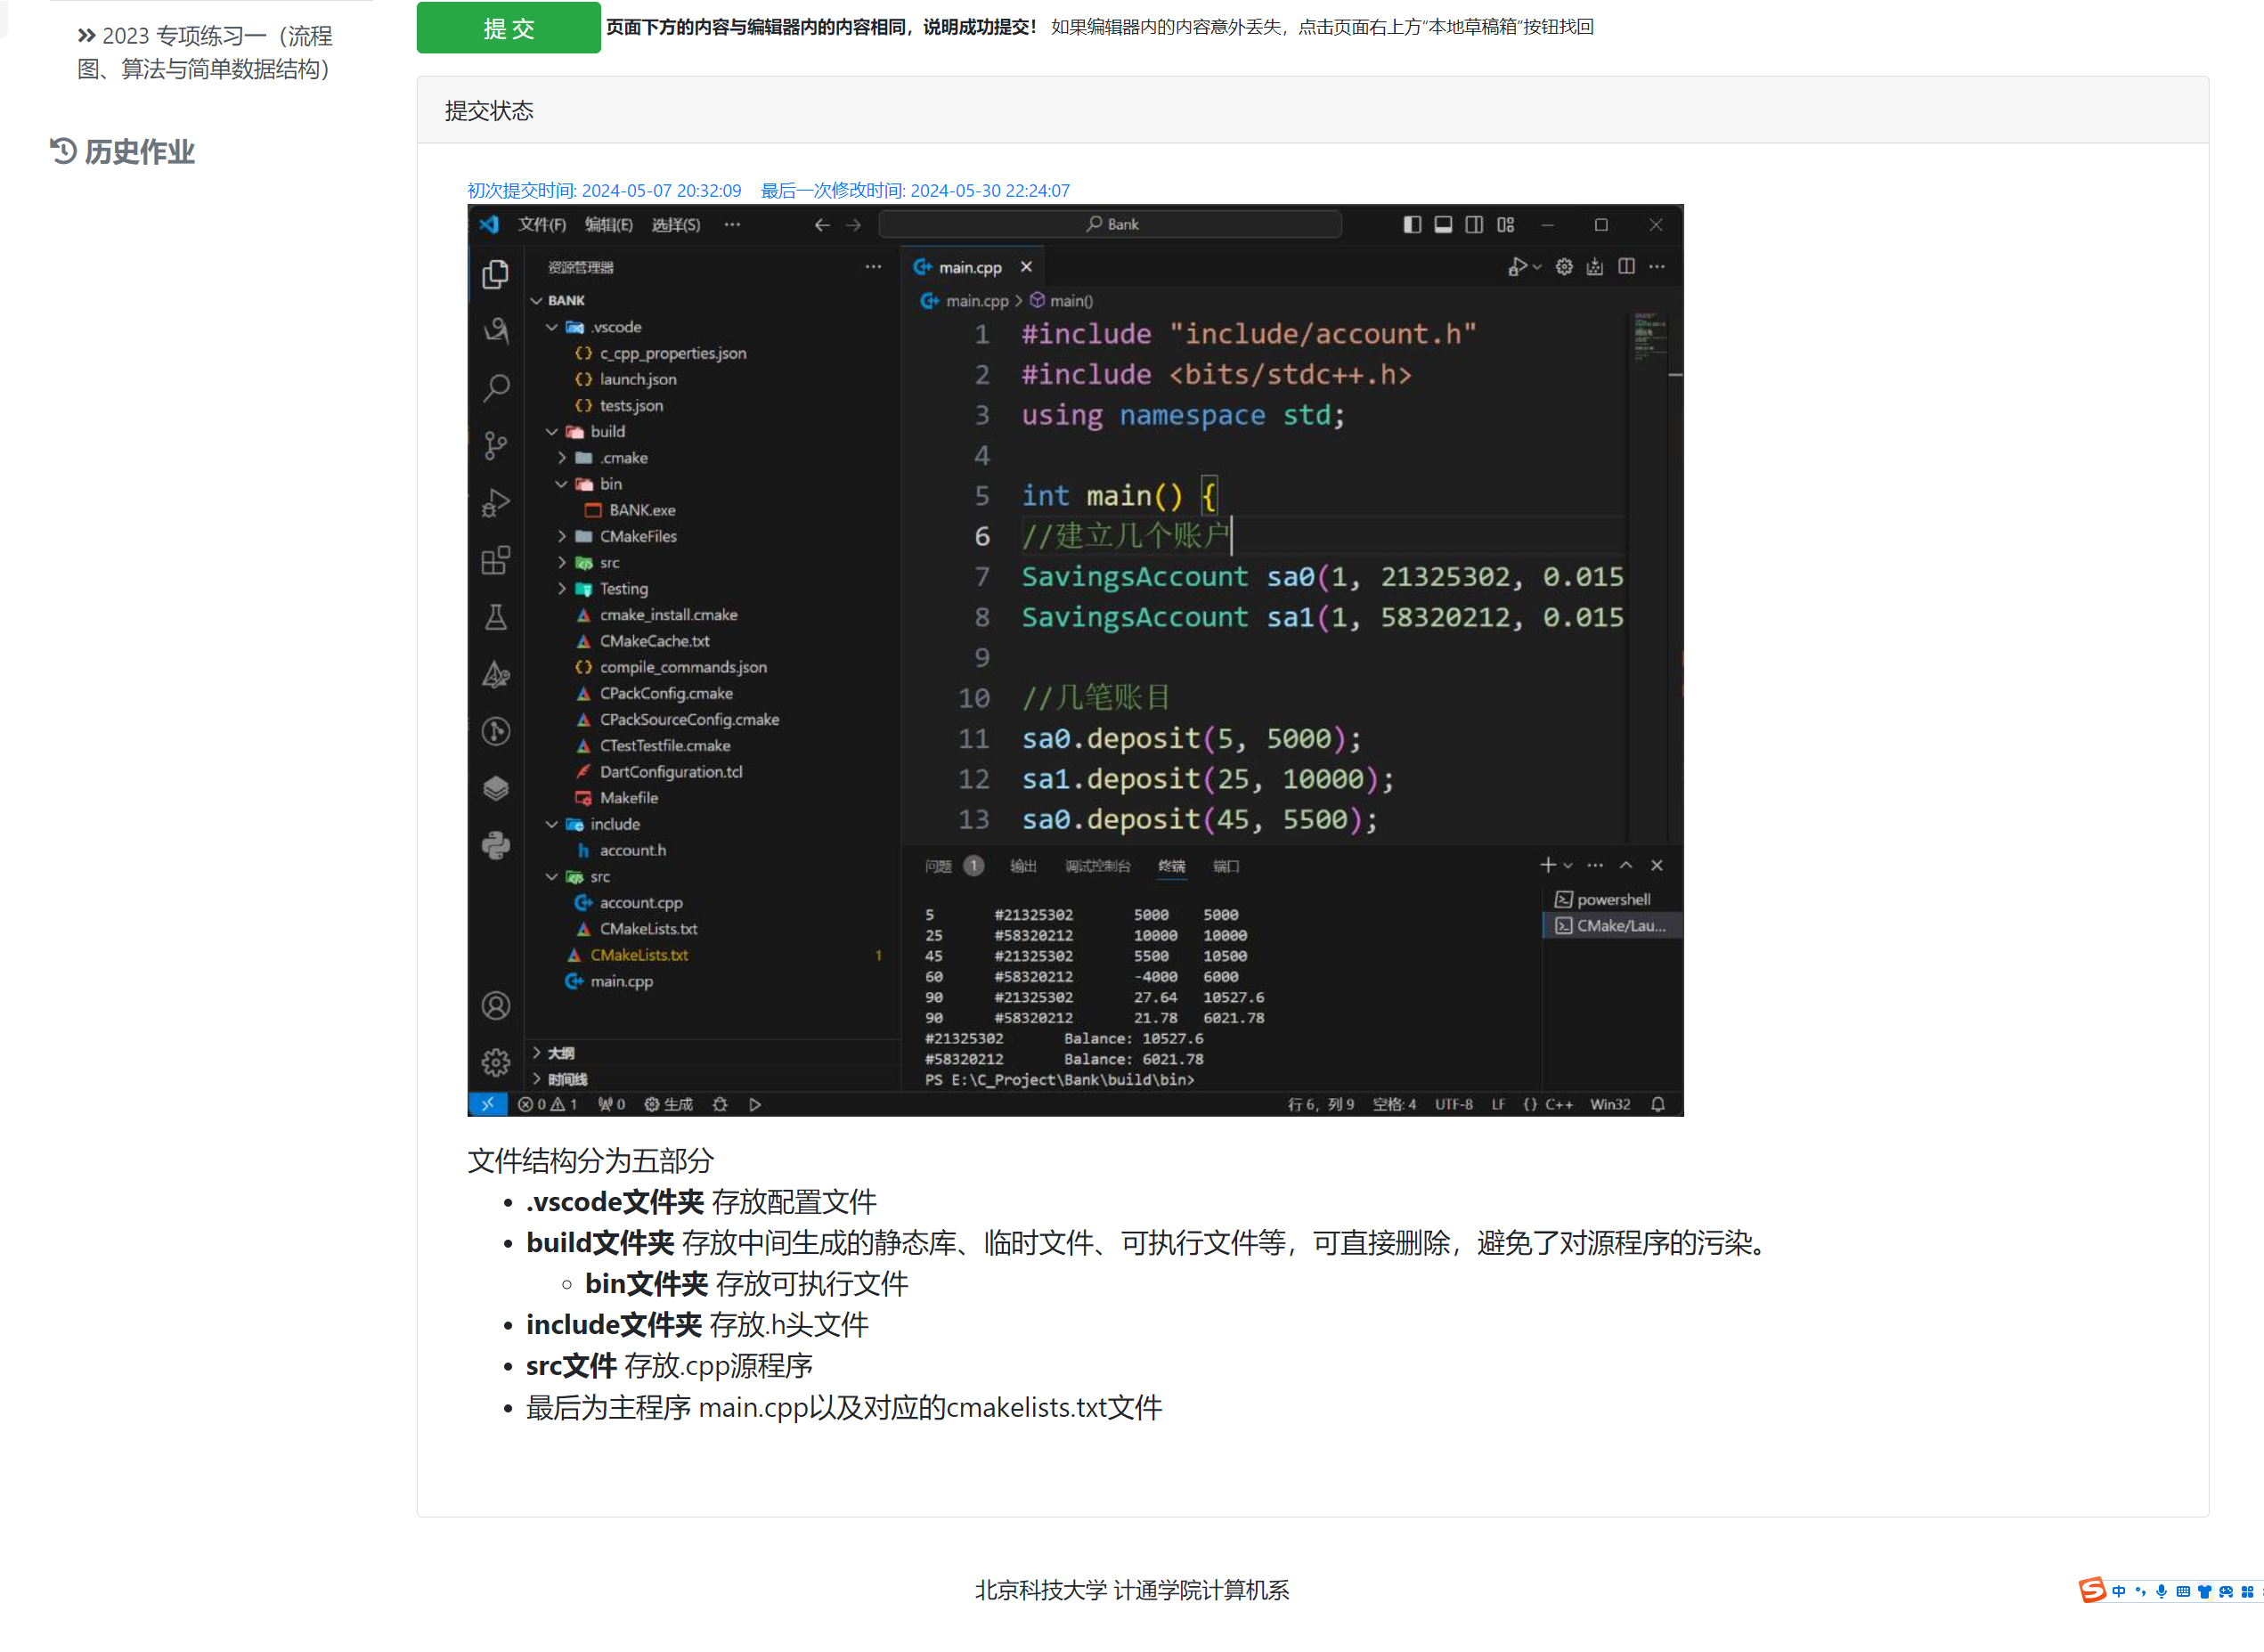 2023 专项练习一（流程
图、算法与简单数据结构）
历史作业
提 交 页面下方的内容与编辑器内的内容相同，说明成功提交！ 如果编辑器内的内容意外丢失，点击页面右上方“本地草稿箱”按钮找回
提交状态
初次提交时间: 2024-05-07 20:32:09 最后一次修改时间: 2024-05-30 22:24:07
文件(F) 编辑(E) 选择(S) ··· Bank
资源管理器 ···
BANK
.vscode
c_cpp_properties.json
launch.json
tests.json
build
.cmake
bin
BANK.exe
CMakeFiles
src
Testing
cmake_install.cmake
CMakeCache.txt
compile_commands.json
CPackConfig.cmake
CPackSourceConfig.cmake
CTestTestfile.cmake
DartConfiguration.tcl
Makefile
include
account.h
src
account.cpp
CMakeLists.txt
CMakeLists.txt 1
main.cpp
大纲
时间线
main.cpp
main.cpp > main()
1 #include "include/account.h"
2 #include <bits/stdc++.h>
3 using namespace std;
4
5 int main() {
6 //建立几个账户
7 SavingsAccount sa0(1, 21325302, 0.015
8 SavingsAccount sa1(1, 58320212, 0.015
9
10 //几笔账目
11 sa0.deposit(5, 5000);
12 sa1.deposit(25, 10000);
13 sa0.deposit(45, 5500);
问题 1 输出 调试控制台 终端 端口
powershell
CMake/Lau...
5 #21325302 5000 5000
25 #58320212 10000 10000
45 #21325302 5500 10500
60 #58320212 -4000 6000
90 #21325302 27.64 10527.6
90 #58320212 21.78 6021.78
#21325302 Balance: 10527.6
#58320212 Balance: 6021.78
PS E:\C_Project\Bank\build\bin>
0 1 0 生成 行 6，列 9 空格: 4 UTF-8 LF {} C++ Win32
文件结构分为五部分
• .vscode文件夹 存放配置文件
• build文件夹 存放中间生成的静态库、临时文件、可执行文件等，可直接删除，避免了对源程序的污染。
◦ bin文件夹 存放可执行文件
• include文件夹 存放.h头文件
• src文件 存放.cpp源程序
• 最后为主程序 main.cpp以及对应的cmakelists.txt文件
北京科技大学 计通学院计算机系
中